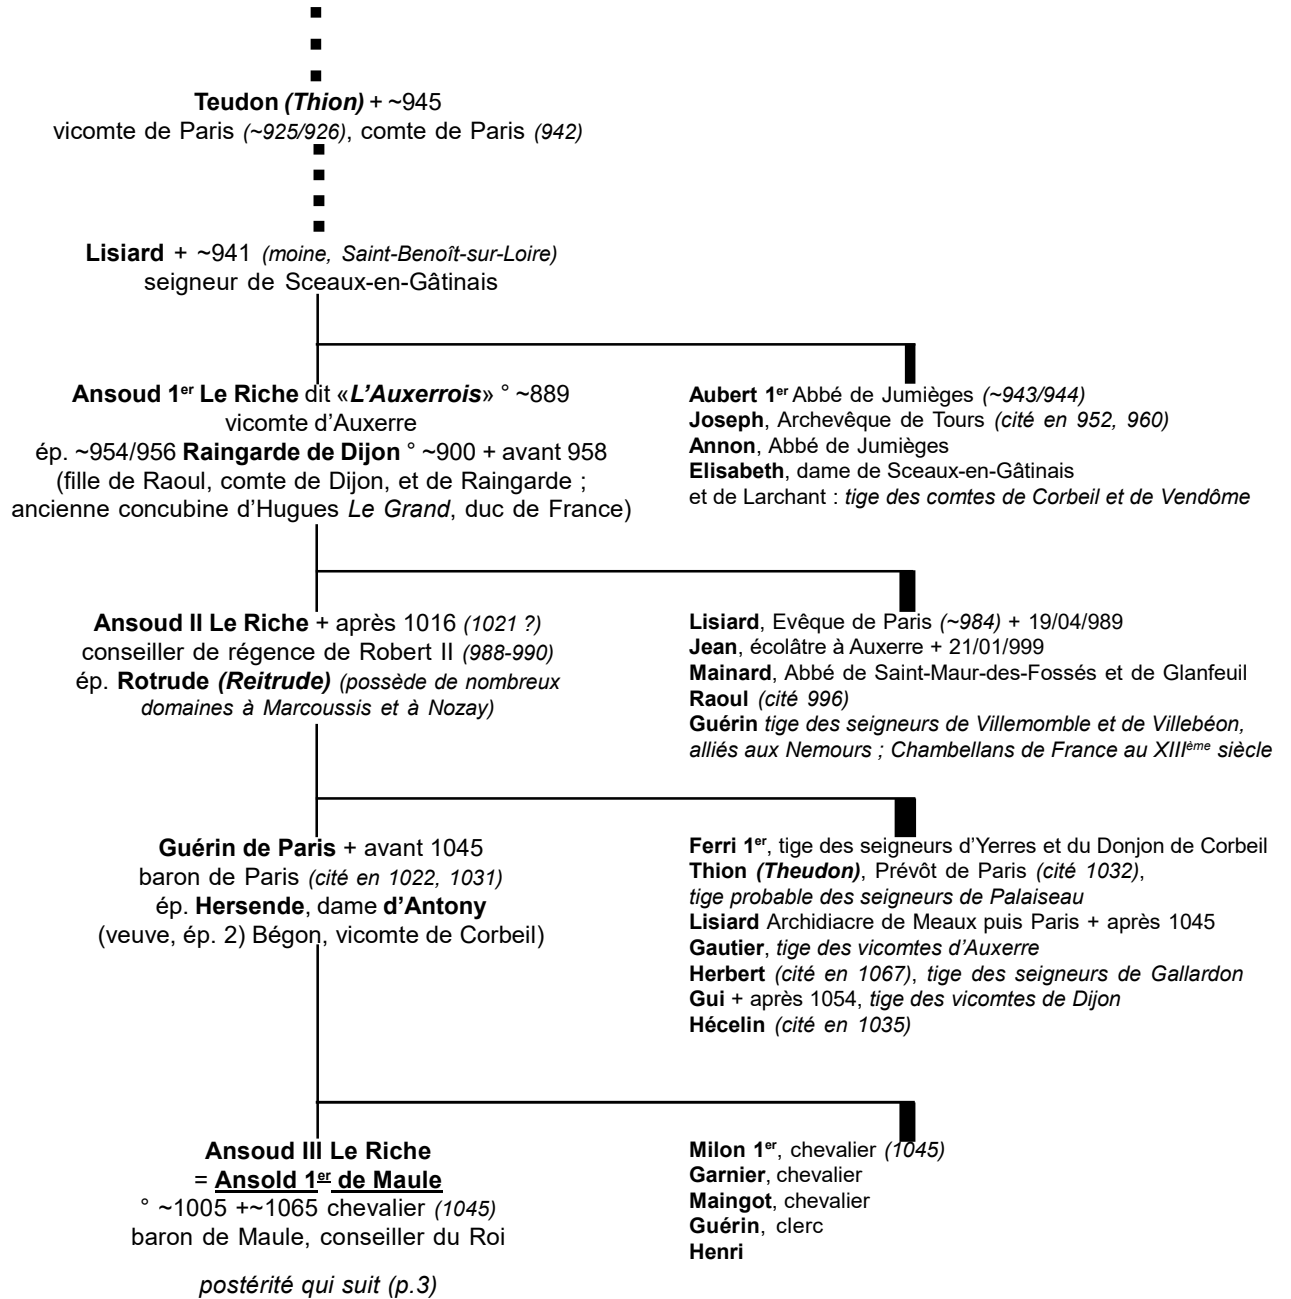 Teudon (Thion) + ~945
vicomte de Paris (~925/926), comte de Paris (942)
Lisiard + ~941 (moine, Saint-Benoît-sur-Loire)
seigneur de Sceaux-en-Gâtinais
Ansoud 1er Le Riche dit «L'Auxerrois» ° ~889
vicomte d'Auxerre
ép. ~954/956 Raingarde de Dijon ° ~900 + avant 958
(fille de Raoul, comte de Dijon, et de Raingarde ;
ancienne concubine d'Hugues Le Grand, duc de France)
Aubert 1er Abbé de Jumièges (~943/944)
Joseph, Archevêque de Tours (cité en 952, 960)
Annon, Abbé de Jumièges
Elisabeth, dame de Sceaux-en-Gâtinais
et de Larchant : tige des comtes de Corbeil et de Vendôme
Ansoud II Le Riche + après 1016 (1021 ?)
conseiller de régence de Robert II (988-990)
ép. Rotrude (Reitrude) (possède de nombreux
domaines à Marcoussis et à Nozay)
Lisiard, Evêque de Paris (~984) + 19/04/989
Jean, écolâtre à Auxerre + 21/01/999
Mainard, Abbé de Saint-Maur-des-Fossés et de Glanfeuil
Raoul (cité 996)
Guérin tige des seigneurs de Villemomble et de Villebéon,
alliés aux Nemours ; Chambellans de France au XIIIème siècle
Guérin de Paris + avant 1045
baron de Paris (cité en 1022, 1031)
ép. Hersende, dame d'Antony
(veuve, ép. 2) Bégon, vicomte de Corbeil)
Ferri 1er, tige des seigneurs d'Yerres et du Donjon de Corbeil
Thion (Theudon), Prévôt de Paris (cité 1032),
tige probable des seigneurs de Palaiseau
Lisiard Archidiacre de Meaux puis Paris + après 1045
Gautier, tige des vicomtes d'Auxerre
Herbert (cité en 1067), tige des seigneurs de Gallardon
Gui + après 1054, tige des vicomtes de Dijon
Hécelin (cité en 1035)
Ansoud III Le Riche
= Ansold 1er de Maule
° ~1005 +~1065 chevalier (1045)
baron de Maule, conseiller du Roi
postérité qui suit (p.3)
Milon 1er, chevalier (1045)
Garnier, chevalier
Maingot, chevalier
Guérin, clerc
Henri